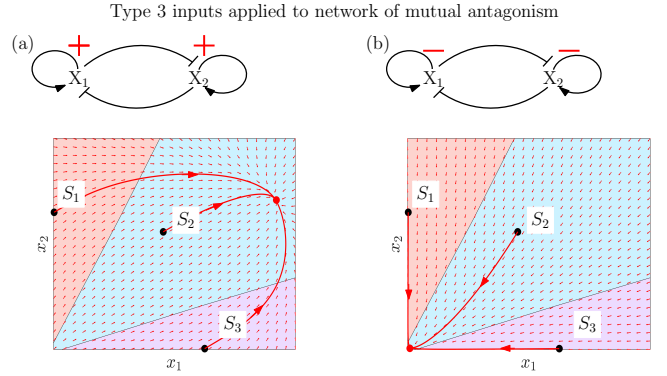 Type 3 inputs applied to network of mutual antagonism
(a) + +
X₁ X₂
S₁
S₂
S₃
x₂
x₁
(b) − −
X₁ X₂
S₁
S₂
S₃
x₂
x₁